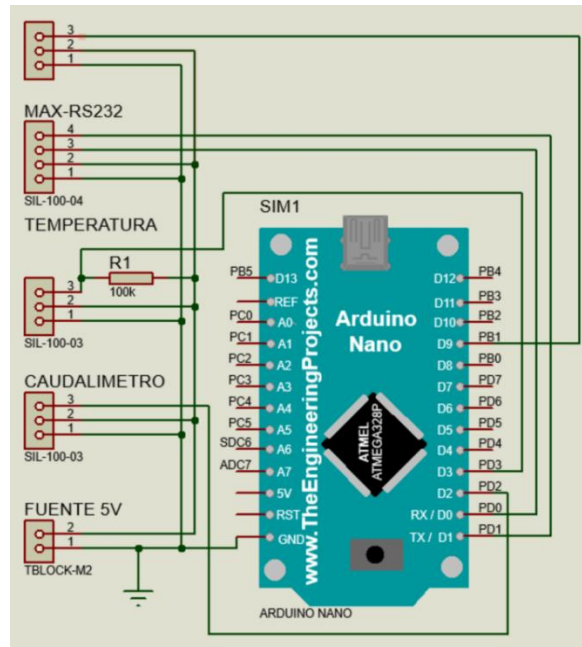 3
2
1
MAX-RS232
4
3
2
1
SIL-100-04
TEMPERATURA
R1
100k
3
2
1
SIL-100-03
CAUDALIMETRO
3
2
1
SIL-100-03
FUENTE 5V
2
1
TBLOCK-M2
SIM1
www.TheEngineeringProjects.com
Arduino
Nano
ATMEL
ATMEGA328P
PB5 D13
REF
PC0 A0
PC1 A1
PC2 A2
PC3 A3
PC4 A4
PC5 A5
SDC6 A6
ADC7 A7
5V
RST
GND
D12 PB4
D11 PB3
D10 PB2
D9 PB1
D8 PB0
D7 PD7
D6 PD6
D5 PD5
D4 PD4
D3 PD3
D2 PD2
RX / D0 PD0
TX / D1 PD1
ARDUINO NANO